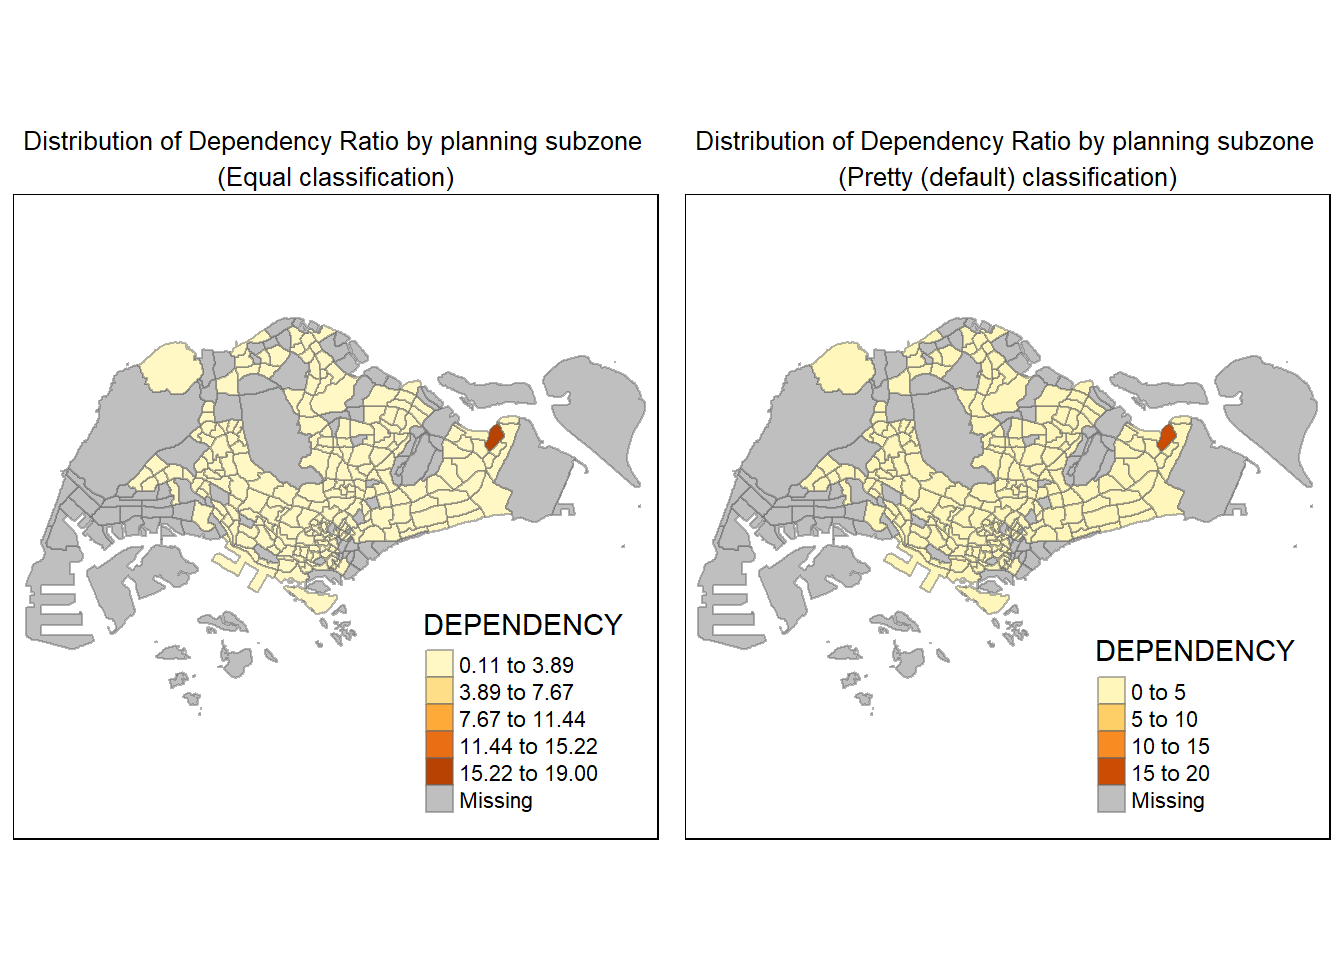 Distribution of Dependency Ratio by planning subzone
(Equal classification)
DEPENDENCY
0.11 to 3.89
3.89 to 7.67
7.67 to 11.44
11.44 to 15.22
15.22 to 19.00
Missing
Distribution of Dependency Ratio by planning subzone
(Pretty (default) classification)
DEPENDENCY
0 to 5
5 to 10
10 to 15
15 to 20
Missing